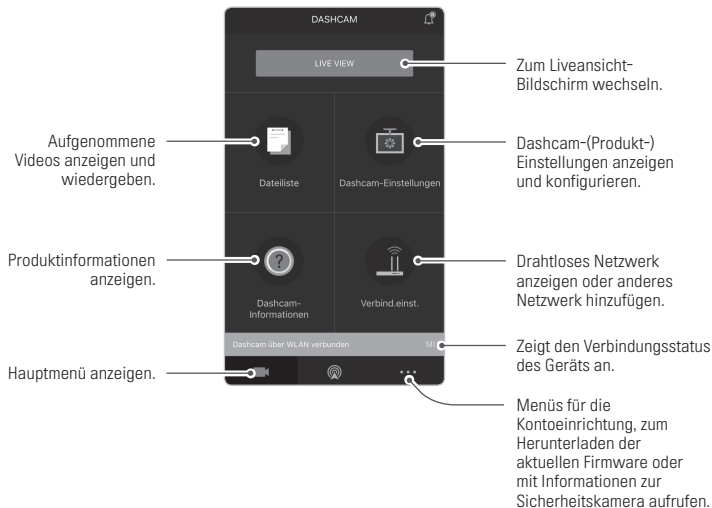 DASHCAM
LIVE VIEW
Zum Liveansicht-
Bildschirm wechseln.
Aufgenommene
Videos anzeigen und
wiedergeben.
Dateiliste
Dashcam-Einstellungen
Dashcam-(Produkt-)
Einstellungen anzeigen
und konfigurieren.
Produktinformationen
anzeigen.
?
Dashcam-
Informationen
Verbind.einst.
Drahtloses Netzwerk
anzeigen oder anderes
Netzwerk hinzufügen.
Dashcam über WLAN verbunden
Zeigt den Verbindungsstatus
des Geräts an.
Hauptmenü anzeigen.
Menüs für die
Kontoeinrichtung, zum
Herunterladen der
aktuellen Firmware oder
mit Informationen zur
Sicherheitskamera aufrufen.